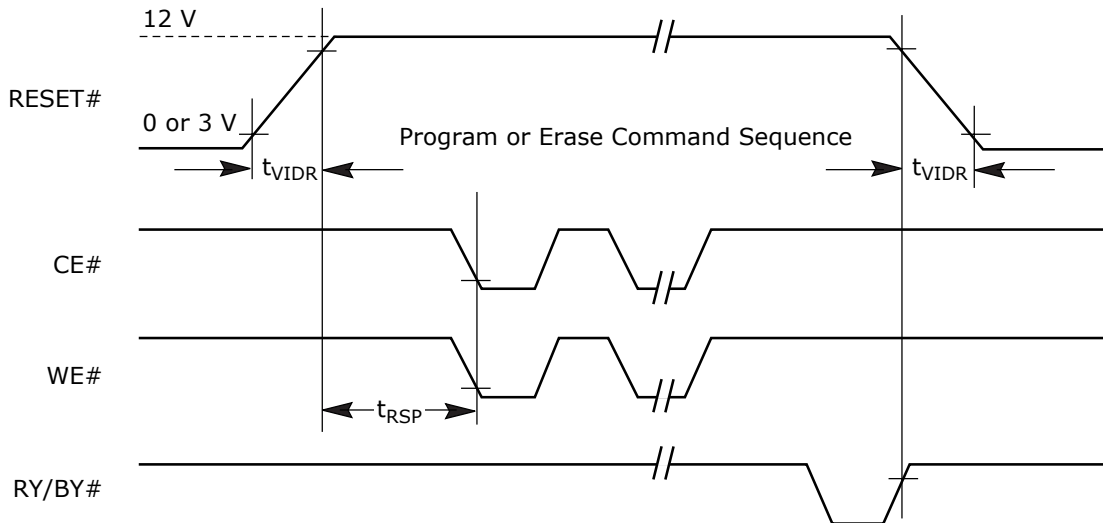 12 V
RESET#
0 or 3 V
Program or Erase Command Sequence
tVIDR
tVIDR
CE#
WE#
tRSP
RY/BY#